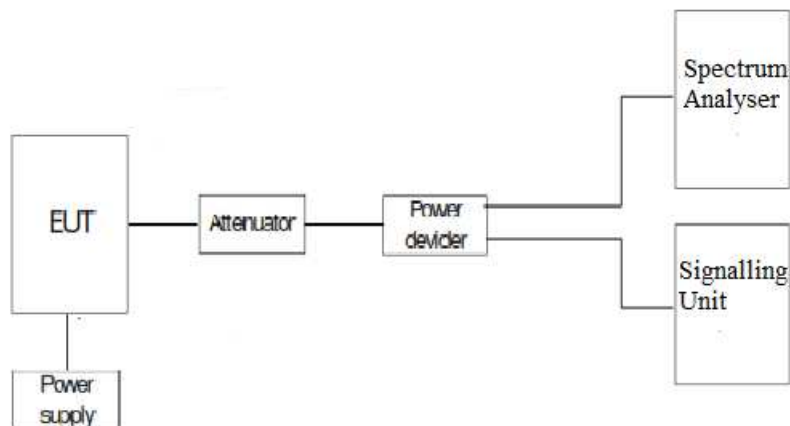 Spectrum
Analyser
EUT
Attenuator
Power
devider
Signalling
Unit
Power
supply